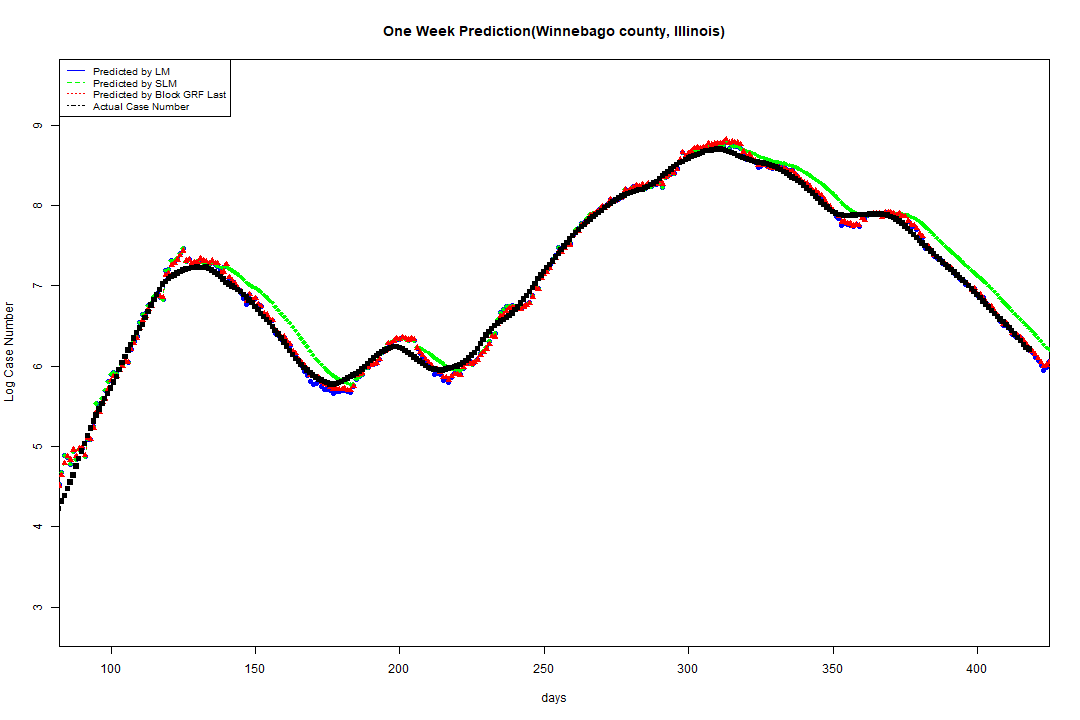 One Week Prediction(Winnebago county, Illinois)
Predicted by LM
Predicted by SLM
Predicted by Block GRF Last
Actual Case Number
9
8
7
6
5
4
3
Log Case Number
100 150 200 250 300 350 400
days